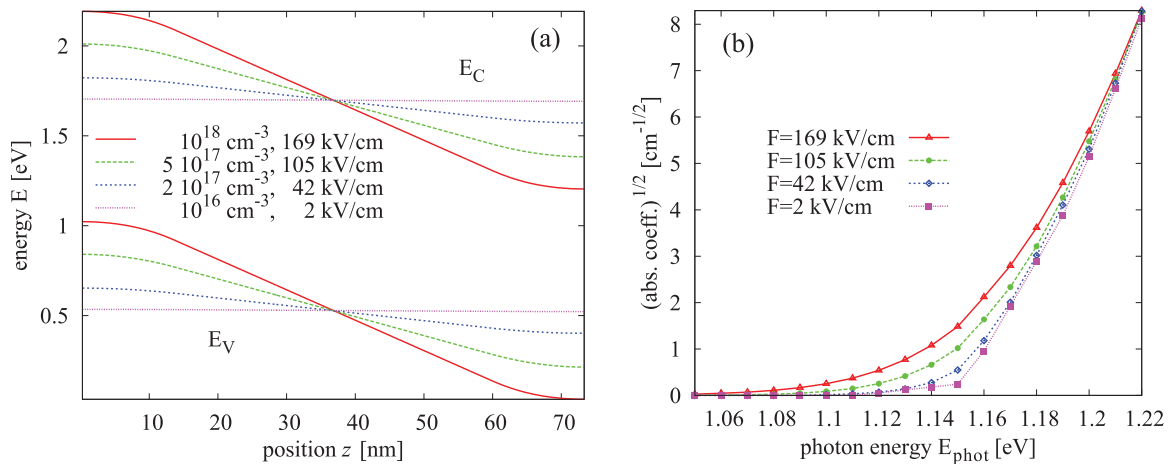 (a)
2
1.5
1
0.5
energy E [eV]
E_C
10^18 cm^-3, 169 kV/cm
5 10^17 cm^-3, 105 kV/cm
2 10^17 cm^-3, 42 kV/cm
10^16 cm^-3, 2 kV/cm
E_V
10 20 30 40 50 60 70
position z [nm]
(b)
8
7
6
5
4
3
2
1
0
(abs. coeff.)^1/2 [cm^-1/2]
F=169 kV/cm
F=105 kV/cm
F=42 kV/cm
F=2 kV/cm
1.06 1.08 1.1 1.12 1.14 1.16 1.18 1.2 1.22
photon energy E_phot [eV]